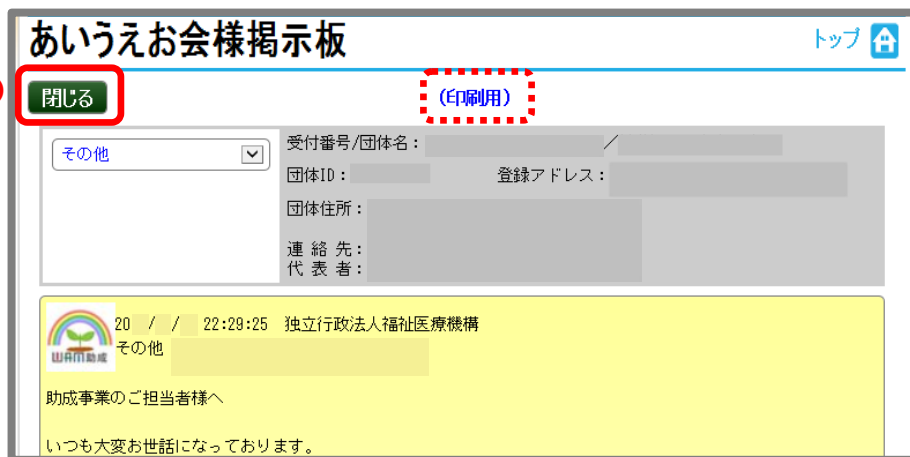 あいうえお会様掲示板
トップ
閉じる
(印刷用)
その他
受付番号/団体名: /
団体ID: 登録アドレス:
団体住所:
連 絡 先:
代 表 者:
20 / / 22:29:25 独立行政法人福祉医療機構
その他
WAM助成
助成事業のご担当者様へ
いつも大変お世話になっております。